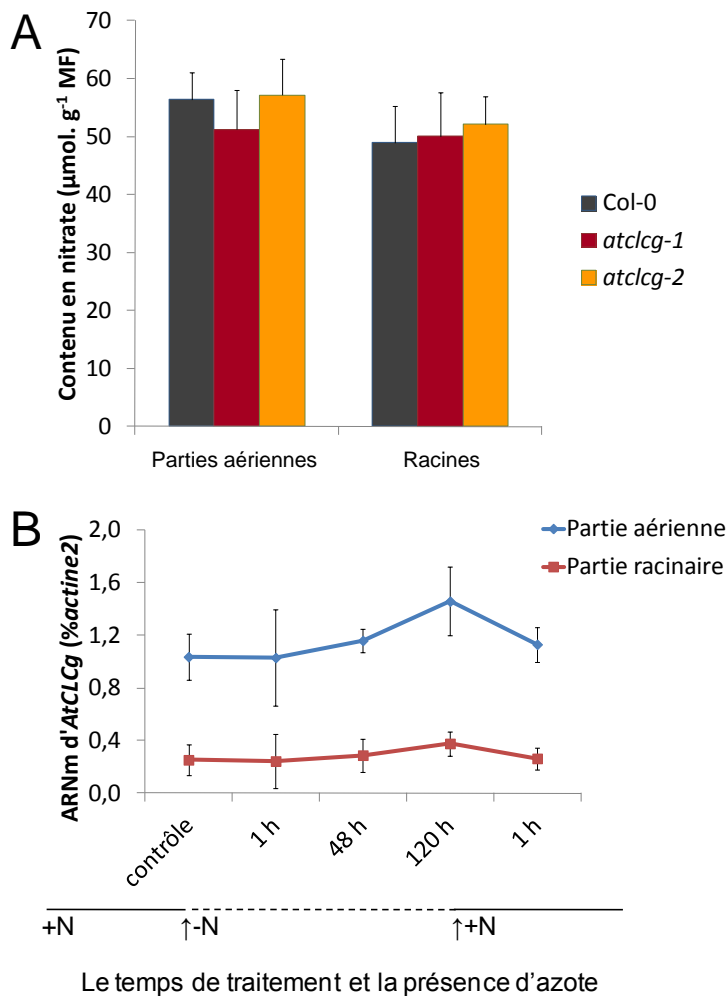 A
Contenu en nitrate (µmol. g⁻¹ MF)
70
60
50
40
30
20
10
0
Parties aériennes
Racines
Col-0
atclcg-1
atclcg-2
B
ARNm d'AtCLCg (%actine2)
2,0
1,6
1,2
0,8
0,4
0,0
Partie aérienne
Partie racinaire
contrôle
1 h
48 h
120 h
1 h
+N
↑-N
↑+N
Le temps de traitement et la présence d'azote